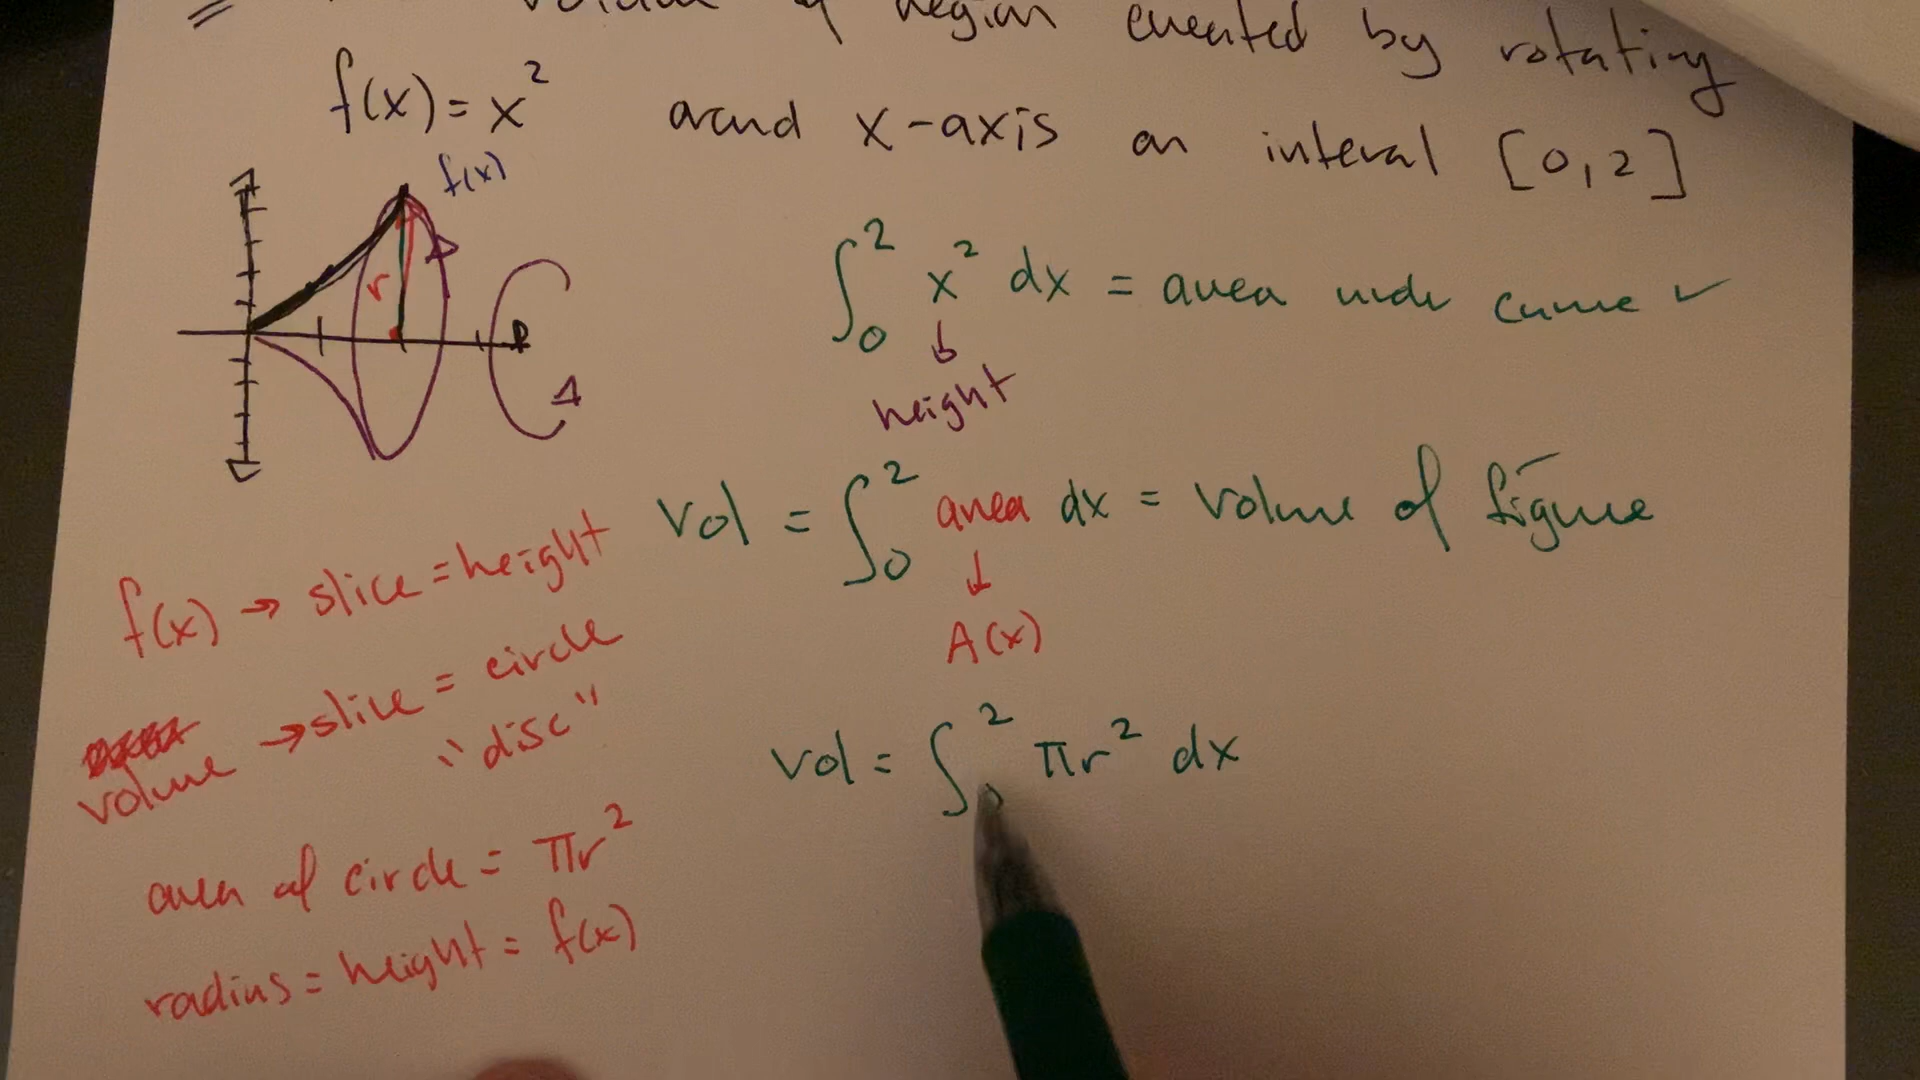 volume of region created by rotating
f(x) = x² around x-axis on interval [0,2]
f(x)
r
∫₀² x² dx = area under curve ✓
height
Vol = ∫₀² area dx = Volume of figure
A(x)
f(x) → slice = height
volume → slice = circle
"disc"
Vol = ∫₀² πr² dx
area of circle = πr²
radius = height = f(x)